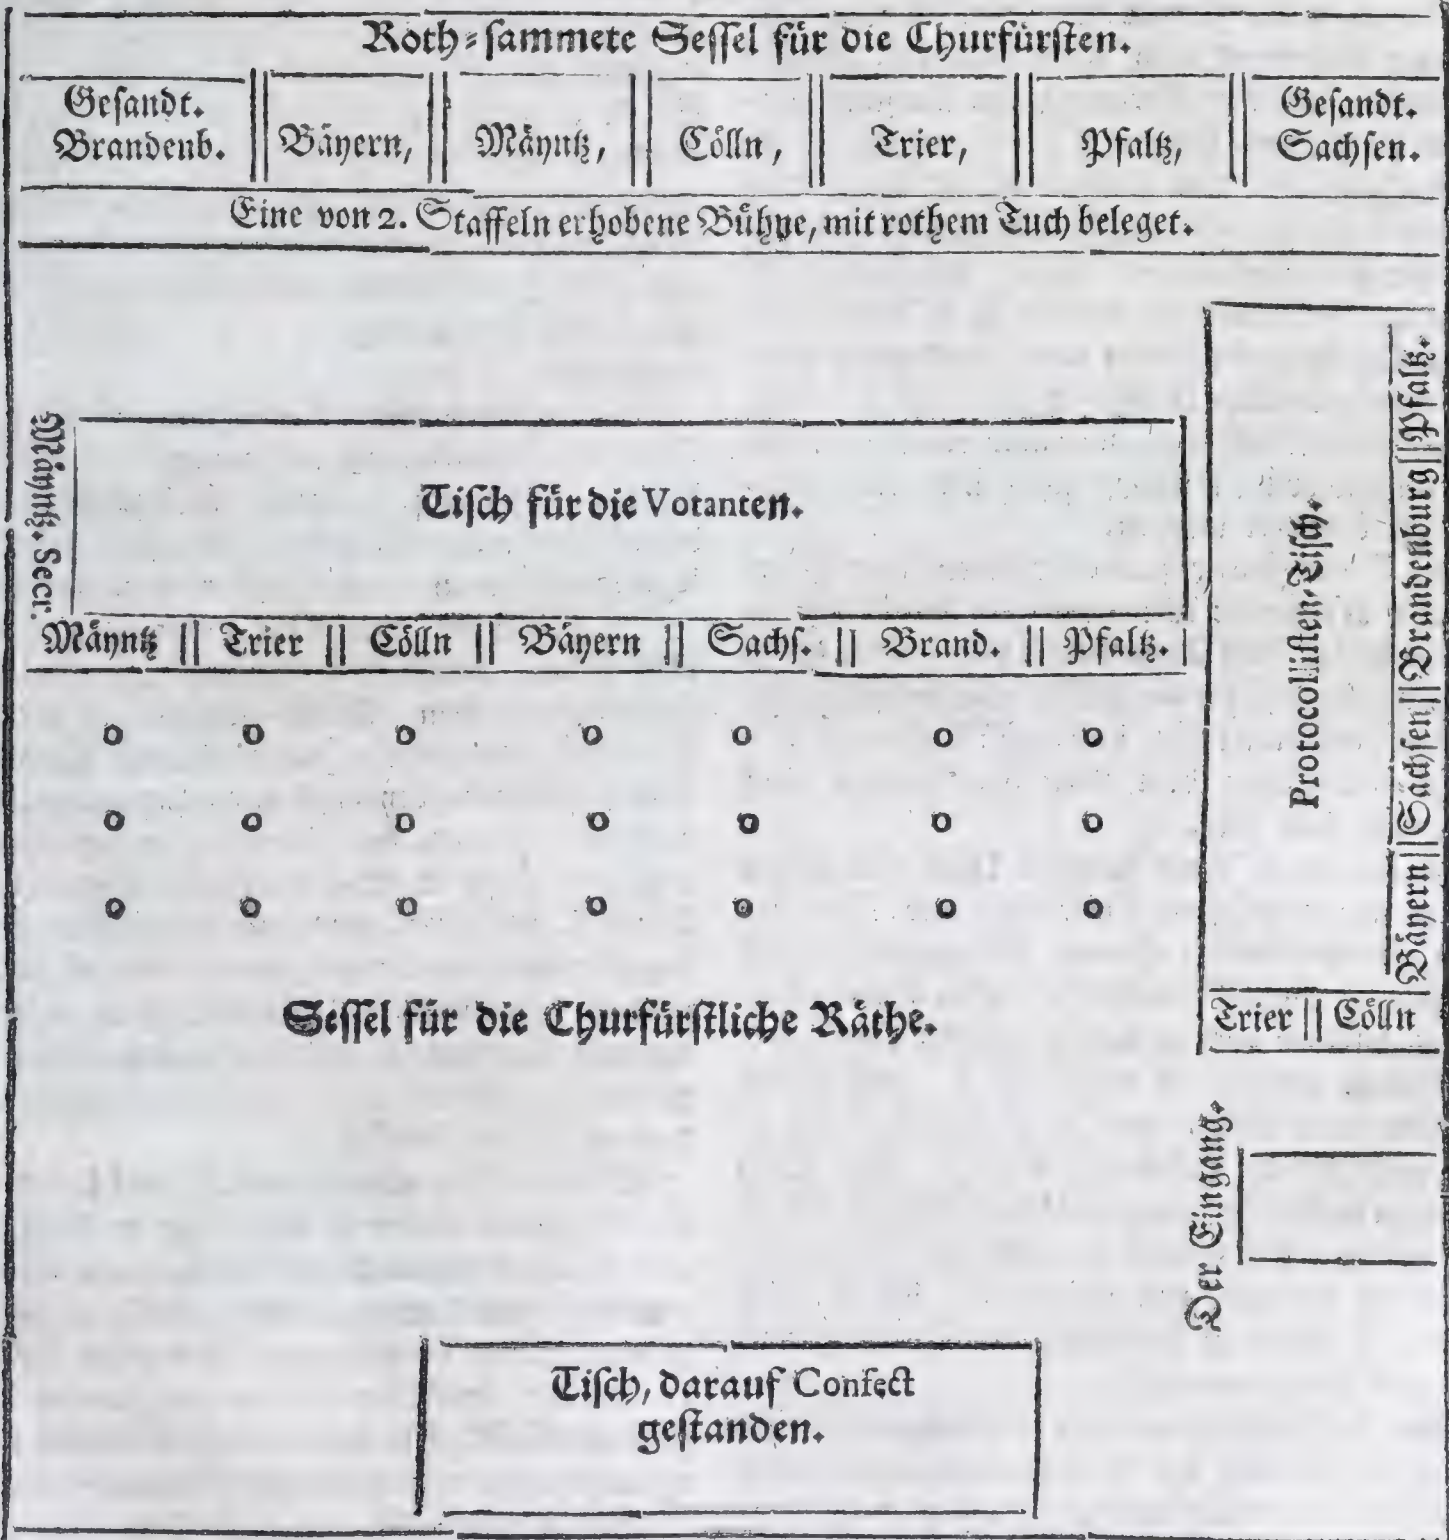 Roth-sammete Sessel für die Churfürsten.
Gesandt. Brandenb. || Bäyern, || Mäyntz, || Cölln, || Trier, || Pfaltz, || Gesandt. Sachsen.
Eine von 2. Staffeln erhobene Bühne, mit rothem Tuch beleget.
Mäyntz. Secr.
Tisch für die Votanten.
Mäyntz || Trier || Cölln || Bäyern || Sachs. || Brand. || Pfaltz. |
o o o o o o o
o o o o o o o
o o o o o o o
Sessel für die Churfürstliche Räthe.
Protocollisten-Tisch.
Bäyern || Sachsen || Brandenburg || Pfaltz.
Trier || Cölln
Der Eingang.
Tisch, darauf Confect
gestanden.